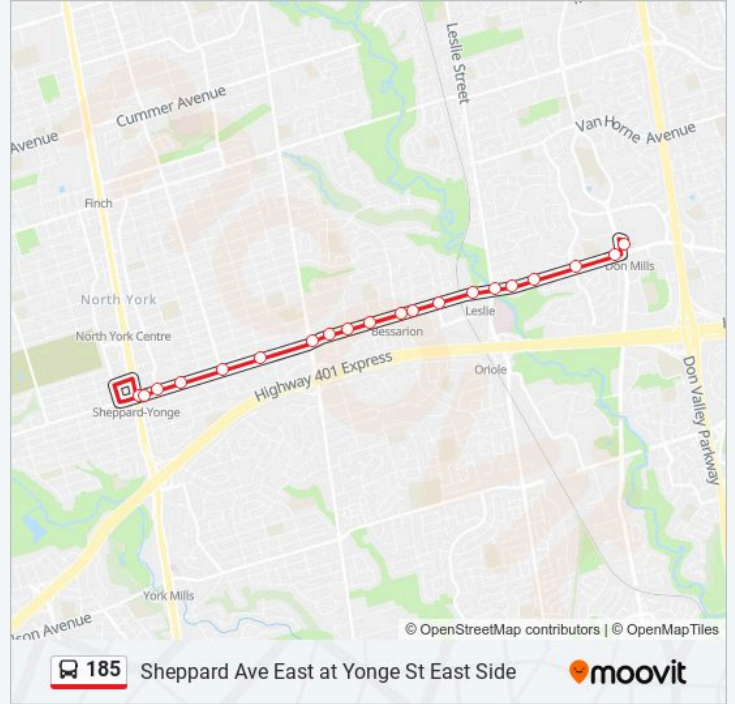 Leslie Street
Cummer Avenue
Van Horne Avenue
Avenue
Finch
Don Mills
North York
Leslie
Bessarion
North York Centre
Highway 401 Express
Oriole
Don Valley Parkway
Sheppard-Yonge
York Mills
son Avenue
© OpenStreetMap contributors | © OpenMapTiles
185 Sheppard Ave East at Yonge St East Side moovit